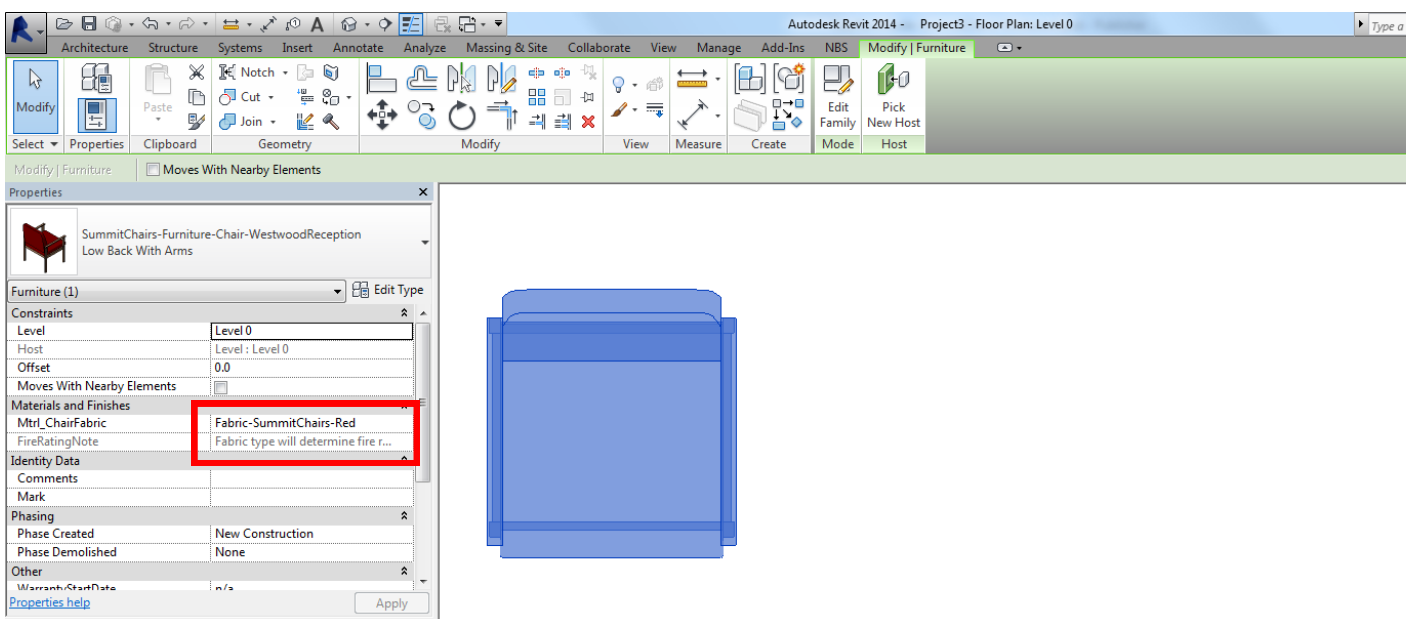 Autodesk Revit 2014 - Project3 - Floor Plan: Level 0
Type a
Architecture Structure Systems Insert Annotate Analyze Massing & Site Collaborate View Manage Add-Ins NBS Modify | Furniture
Modify Paste Notch Cut Join Edit Family Pick New Host
Select Properties Clipboard Geometry Modify View Measure Create Mode Host
Modify | Furniture Moves With Nearby Elements
Properties
SummitChairs-Furniture-Chair-WestwoodReception
Low Back With Arms
Furniture (1) Edit Type
Constraints
Level Level 0
Host Level : Level 0
Offset 0.0
Moves With Nearby Elements
Materials and Finishes
Mtrl_ChairFabric Fabric-SummitChairs-Red
FireRatingNote Fabric type will determine fire r...
Identity Data
Comments
Mark
Phasing
Phase Created New Construction
Phase Demolished None
Other
WarrantyStartDate n/a
Properties help Apply